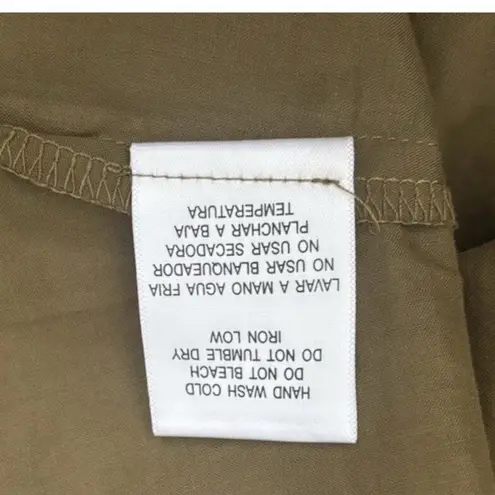 HAND WASH COLD
DO NOT BLEACH
DO NOT TUMBLE DRY
IRON LOW
LAVAR A MANO AGUA FRIA
NO USAR BLANQUEADOR
NO USAR SECADORA
PLANCHAR A BAJA
TEMPERATURA